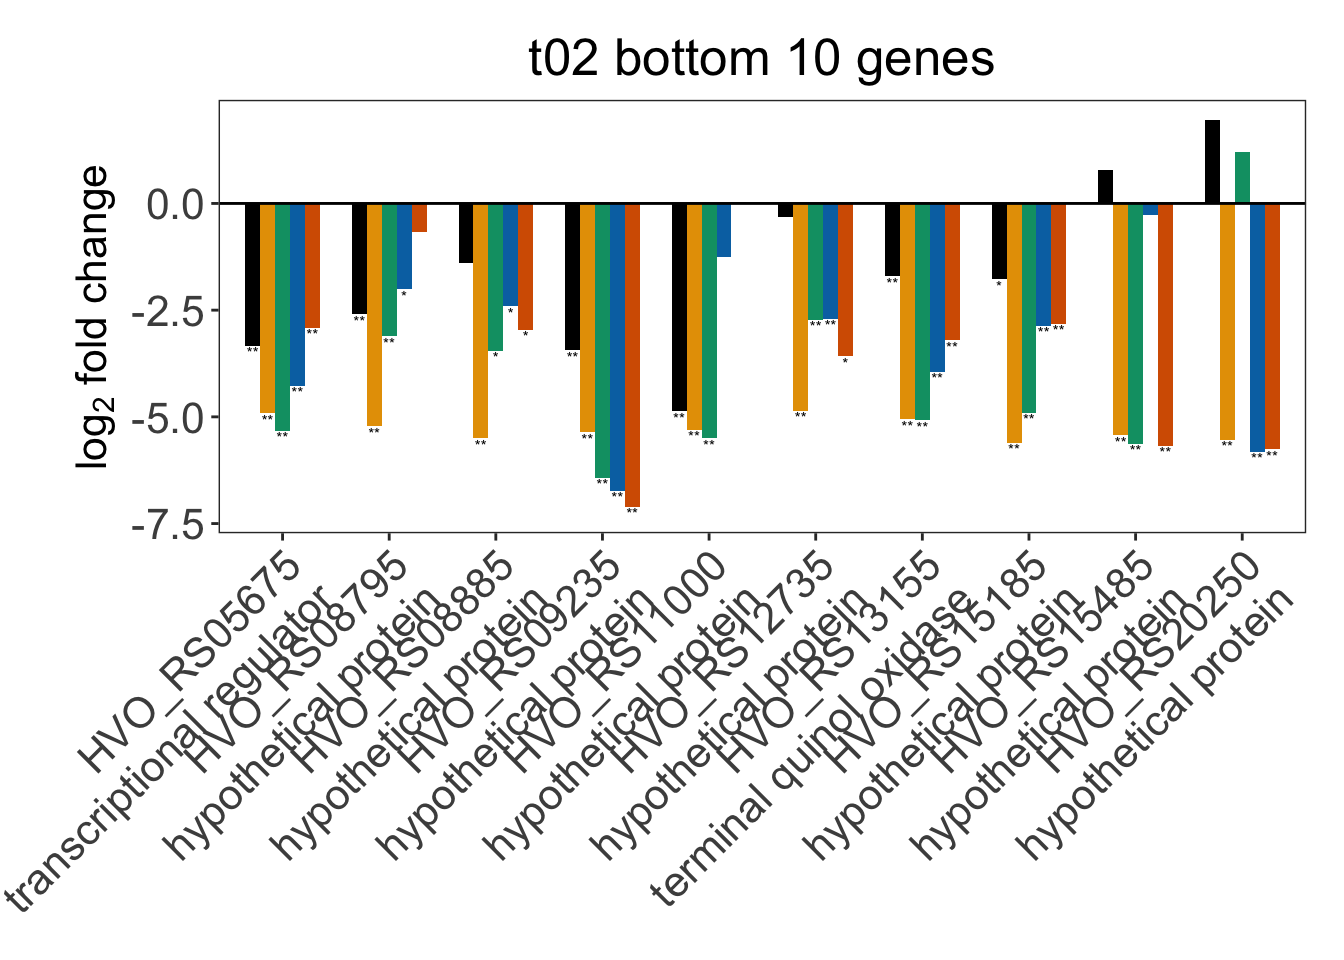 t02 bottom 10 genes
log₂ fold change
0.0
-2.5
-5.0
-7.5
** ** ** ** **
** ** ** *
** * * *
** ** ** ** **
** ** **
** ** ** *
** ** ** ** **
* ** ** ** **
** ** **
** ** **
HVO_RS05675
transcriptional regulator
HVO_RS08795
hypothetical protein
HVO_RS08885
hypothetical protein
HVO_RS09235
hypothetical protein
HVO_RS11000
hypothetical protein
HVO_RS12735
hypothetical protein
HVO_RS13155
terminal quinol oxidase
HVO_RS15185
hypothetical protein
HVO_RS15485
hypothetical protein
HVO_RS20250
hypothetical protein